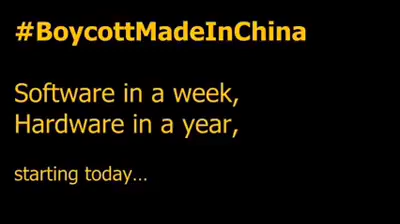 #BoycottMadeInChina
Software in a week,
Hardware in a year,
starting today...